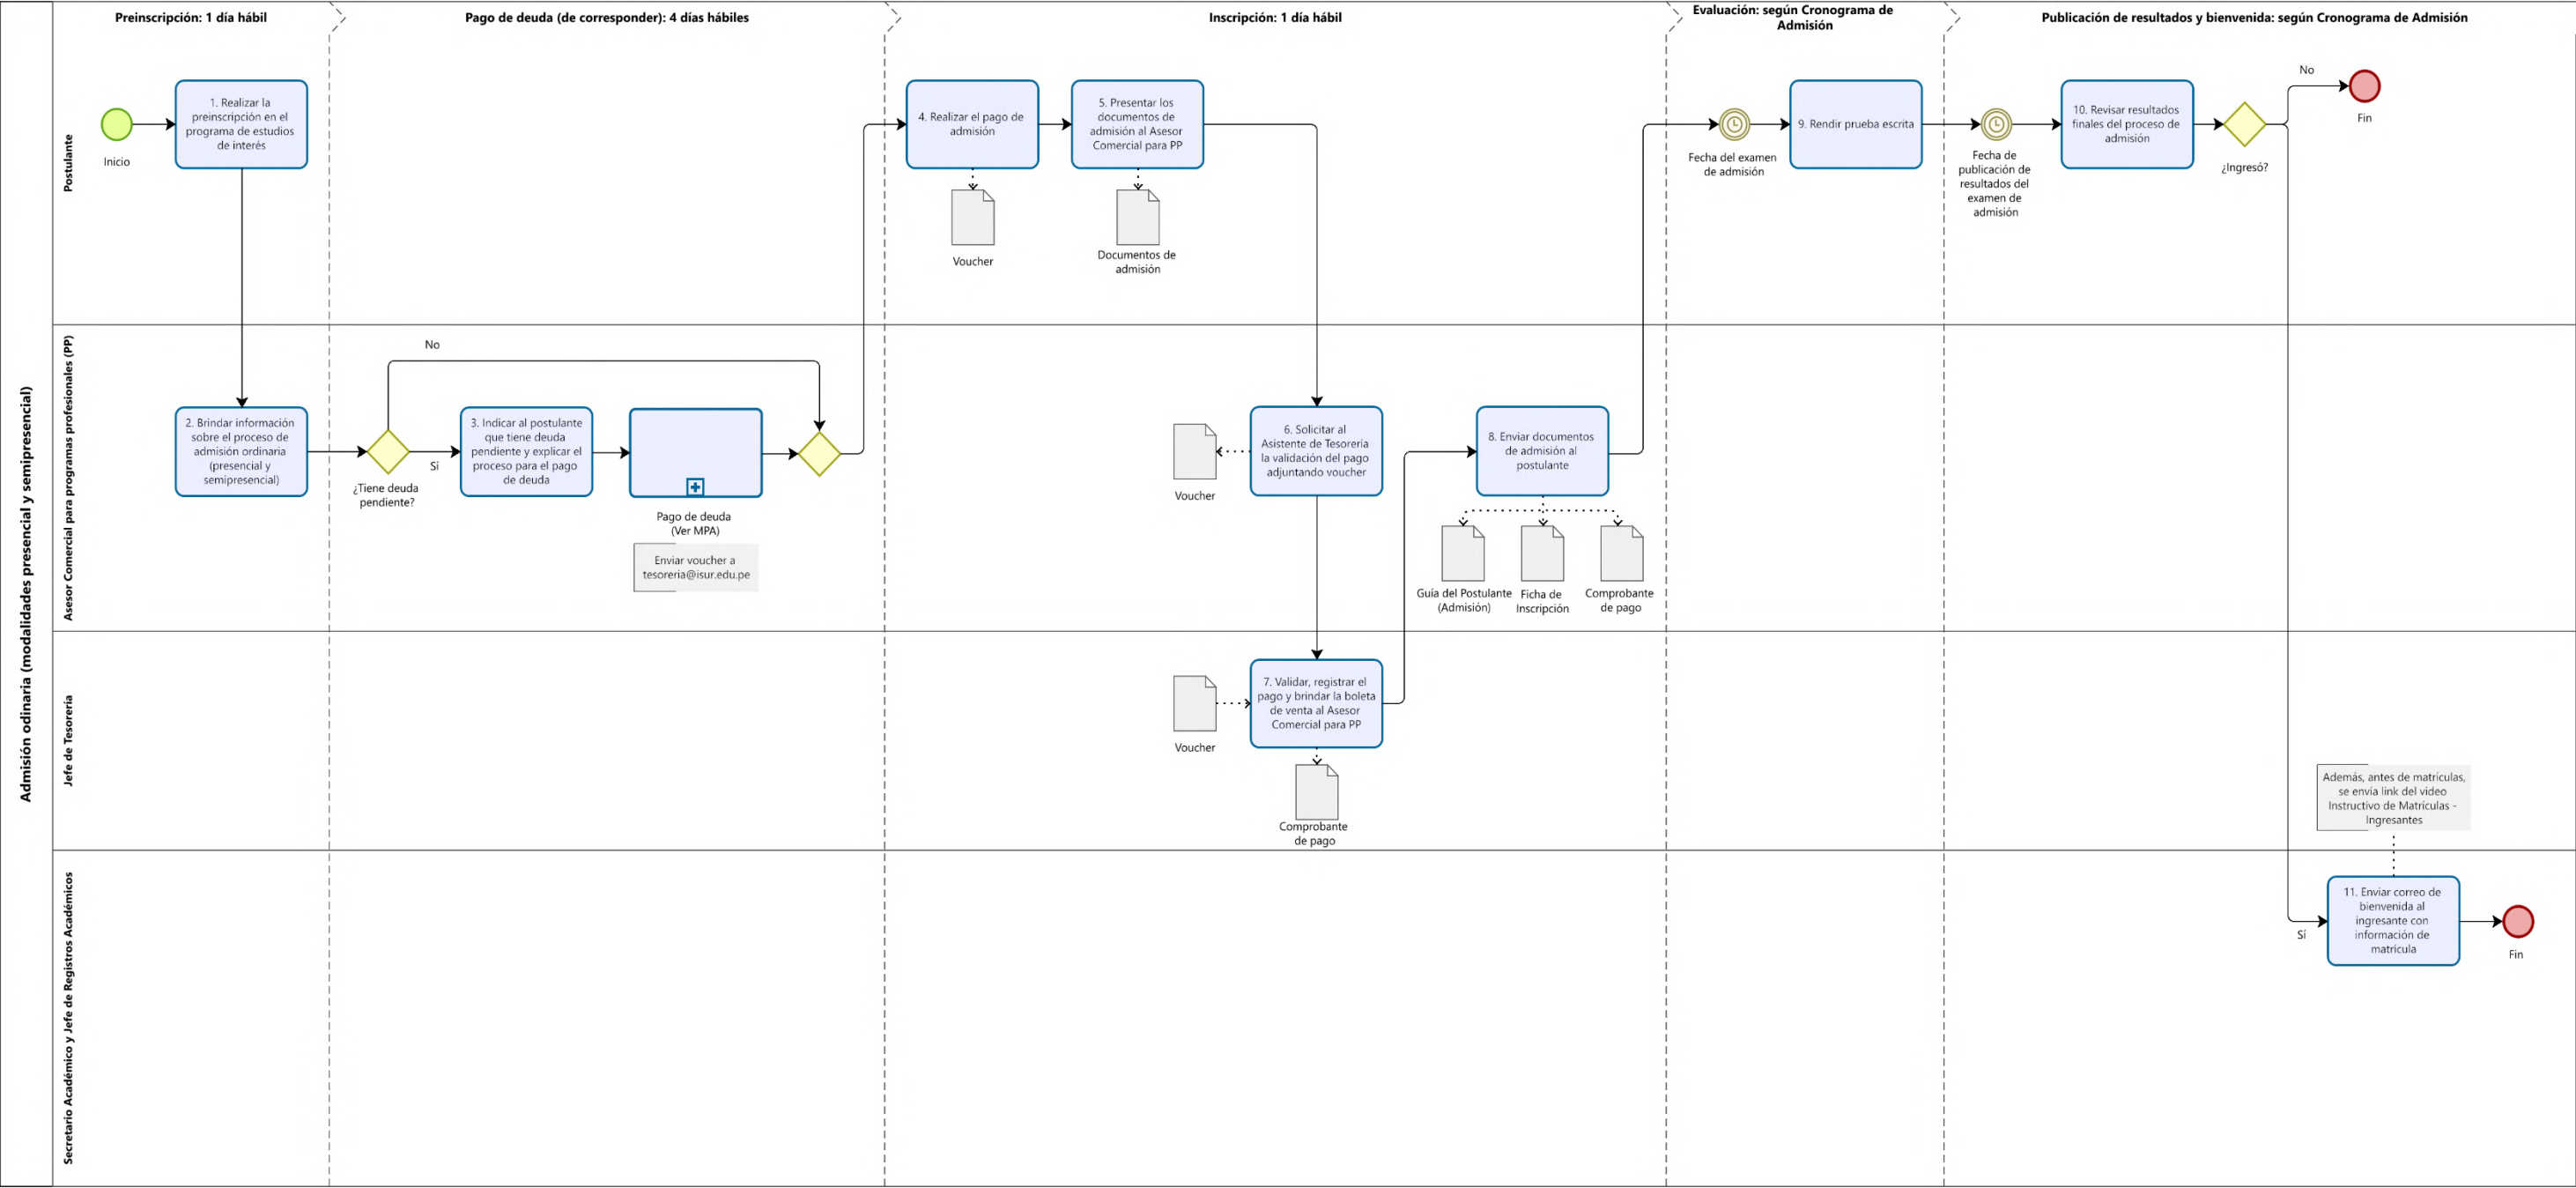 Preinscripción: 1 día hábil
Pago de deuda (de corresponder): 4 días hábiles
Inscripción: 1 día hábil
Evaluación: según Cronograma de
Admisión
Publicación de resultados y bienvenida: según Cronograma de Admisión
Admisión odinaria (modalidades presencial y semipresencial)
Postulante
Inicio
1. Realizar la
preinscripción en el
programa de estudios
de interés
4. Realizar el pago de
admisión
Voucher
5. Presentar los
documentos de
admisión al Asesor
Comercial para PP
Documentos de
admisión
Fecha del examen
de admisión
9. Rendir prueba escrita
Fecha de
publicación de
resultados del
examen de
admisión
10. Revisar resultados
finales del proceso de
admisión
¿Ingresó?
No
Fin
Asesor Comercial para programas profesionales (PP)
2. Brindar información
sobre el proceso de
admisión ordinaria
(presencial y
semipresencial)
¿Tiene deuda
pendiente?
No
Sí
3. Indicar al postulante
que tiene deuda
pendiente y explicar el
proceso para el pago
de deuda
Pago de deuda
(Ver MPA)
Enviar voucher a
tesoreria@isur.edu.pe
Voucher
6. Solicitar al
Asistente de Tesorería
la validación del pago
adjuntando voucher
8. Enviar documentos
de admisión al
postulante
Guía del Postulante
(Admisión)
Ficha de
Inscripción
Comprobante
de pago
Jefe de Tesorería
Voucher
7. Validar, registrar el
pago y brindar la boleta
de venta al Asesor
Comercial para PP
Comprobante
de pago
Además, antes de matrículas,
se envía link del video
Instructivo de Matrículas -
Ingresantes
Secretario Académico y Jefe de Registros Académicos
Sí
11. Enviar correo de
bienvenida al
ingresante con
información de
matrícula
Fin